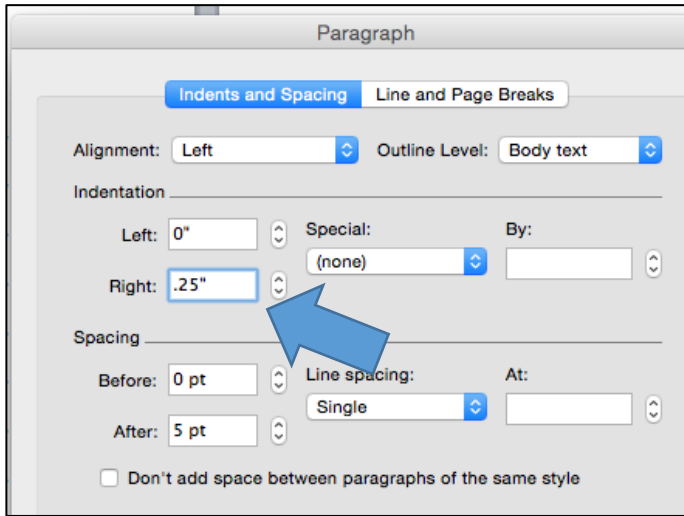 Paragraph
Indents and Spacing Line and Page Breaks
Alignment: Left Outline Level: Body text
Indentation
Left: 0" Special: By:
(none)
Right: .25"
Spacing
Before: 0 pt Line spacing: At:
Single
After: 5 pt
Don't add space between paragraphs of the same style